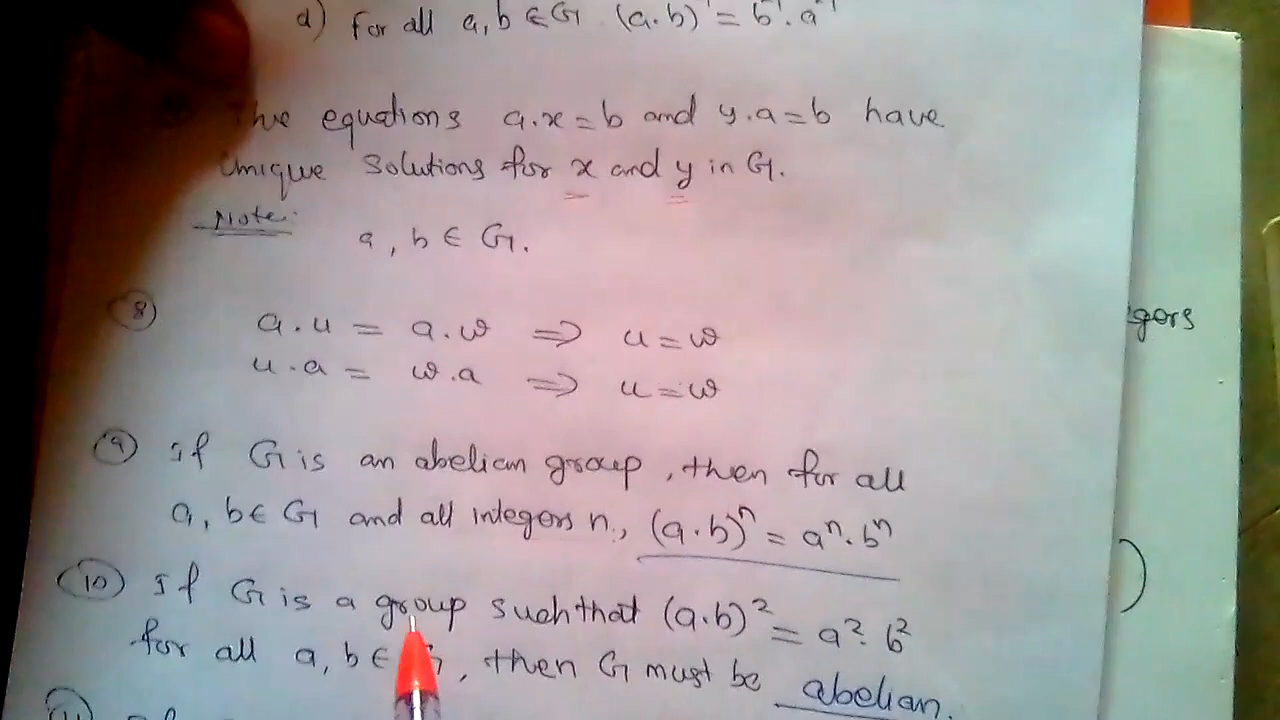 d) for all a, b ∈ G (a.b)⁻¹ = b⁻¹.a⁻¹
The equations a.x = b and y.a = b have
unique solutions for x and y in G.
Note:
a, b ∈ G.
(8) a.u = a.w ⇒ u = w
u.a = w.a ⇒ u = w
(9) If G is an abelian group, then for all
a, b ∈ G and all integers n, (a.b)ⁿ = aⁿ.bⁿ
(10) If G is a group such that (a.b)² = a².b²
for all a, b ∈ G, then G must be abelian.
(11)
gers
)